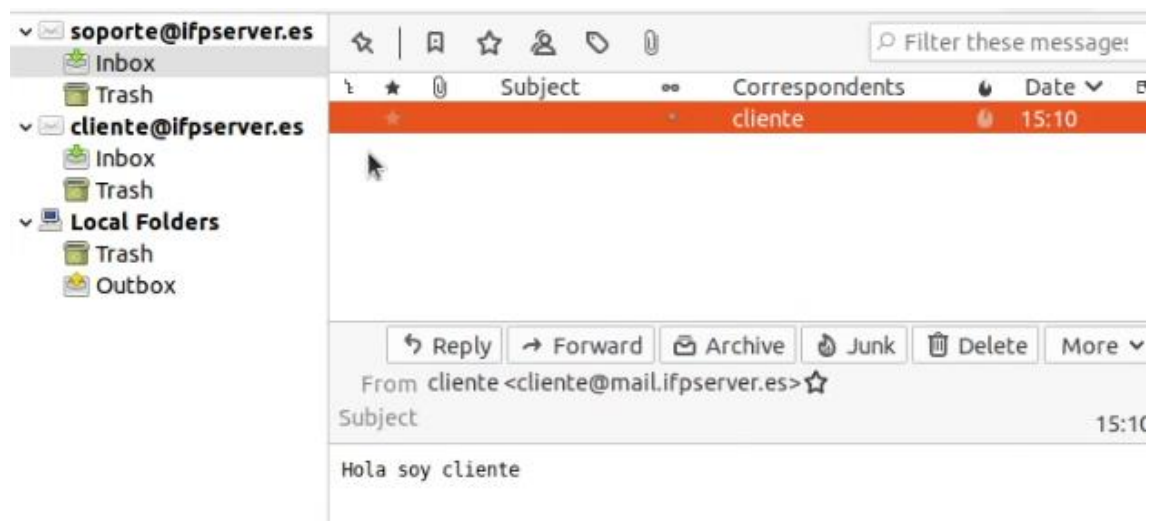 soporte@ifpserver.es
Inbox
Trash
cliente@ifpserver.es
Inbox
Trash
Local Folders
Trash
Outbox
Filter these messages
Subject Correspondents Date
cliente 15:10
Reply Forward Archive Junk Delete More
From cliente <cliente@mail.ifpserver.es>
Subject
15:10
Hola soy cliente